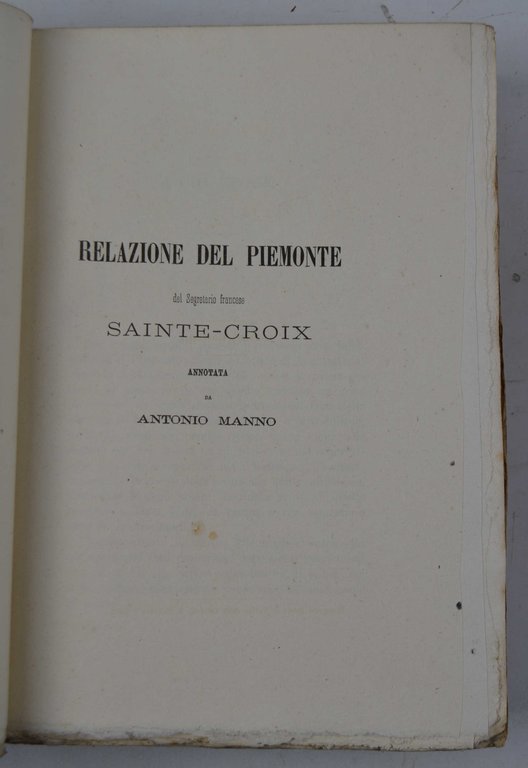 RELAZIONE DEL PIEMONTE
del Segretario francese
SAINTE-CROIX
ANNOTATA
DA
ANTONIO MANNO